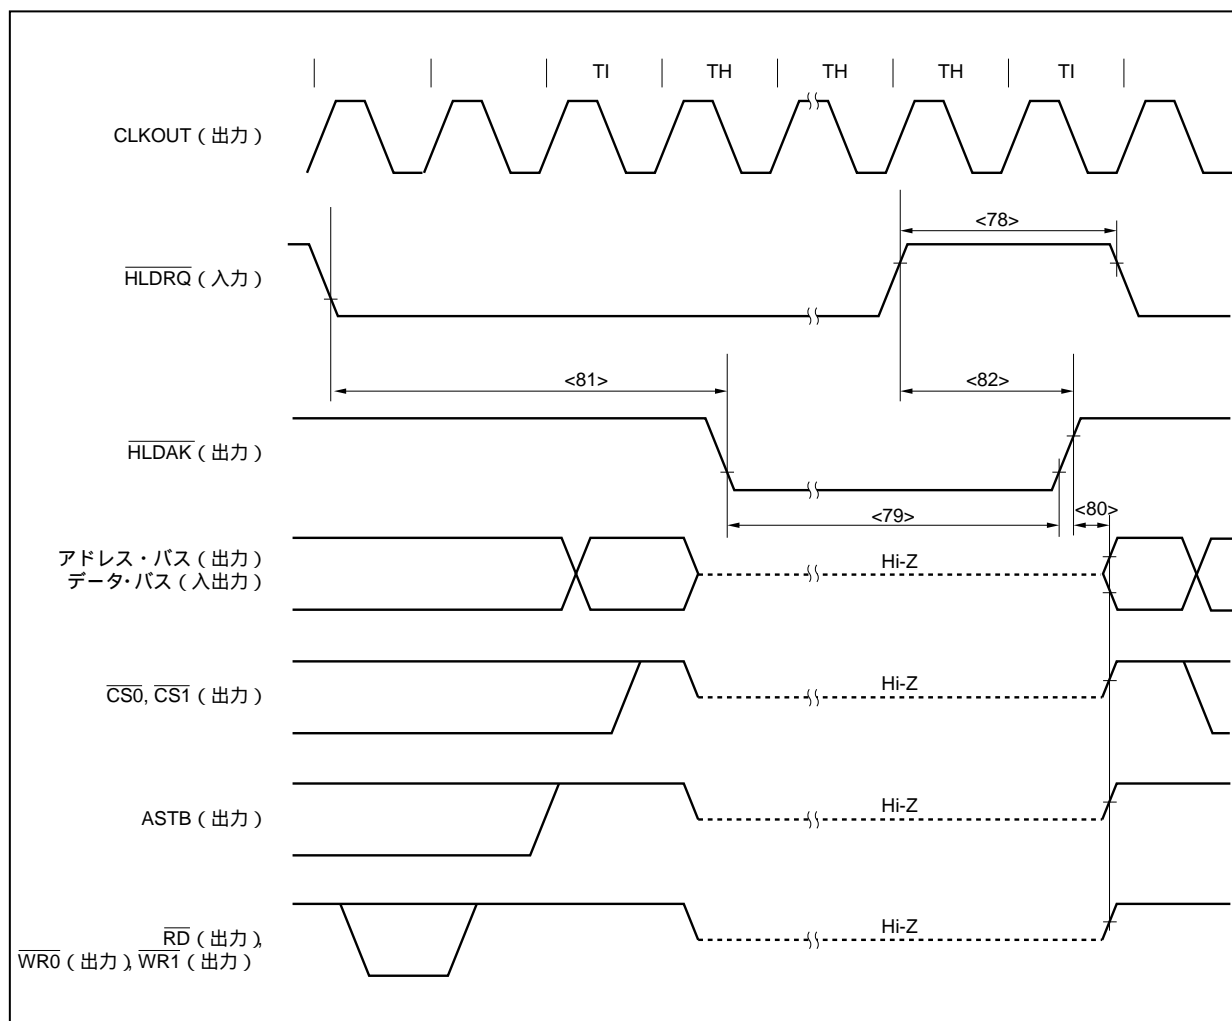 TI TH TH TH TI
CLKOUT（出力）
<78>
HLDRQ（入力）
<81> <82>
HLDAK（出力）
<79> <80>
アドレス・バス（出力） Hi-Z
データ・バス（入出力）
Hi-Z
CS0, CS1（出力）
Hi-Z
ASTB（出力）
Hi-Z
RD（出力）,
WR0（出力）, WR1（出力）